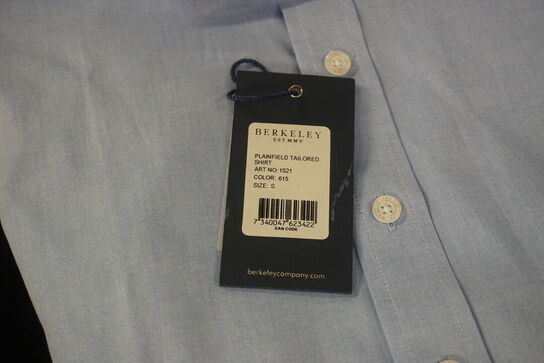 BERKELEY
EST MMV
PLAINFIELD TAILORED
SHIRT
ART NO: 1521
COLOR: 615
SIZE: S
7 340047 623422
EAN CODE
berkeleycompany.com